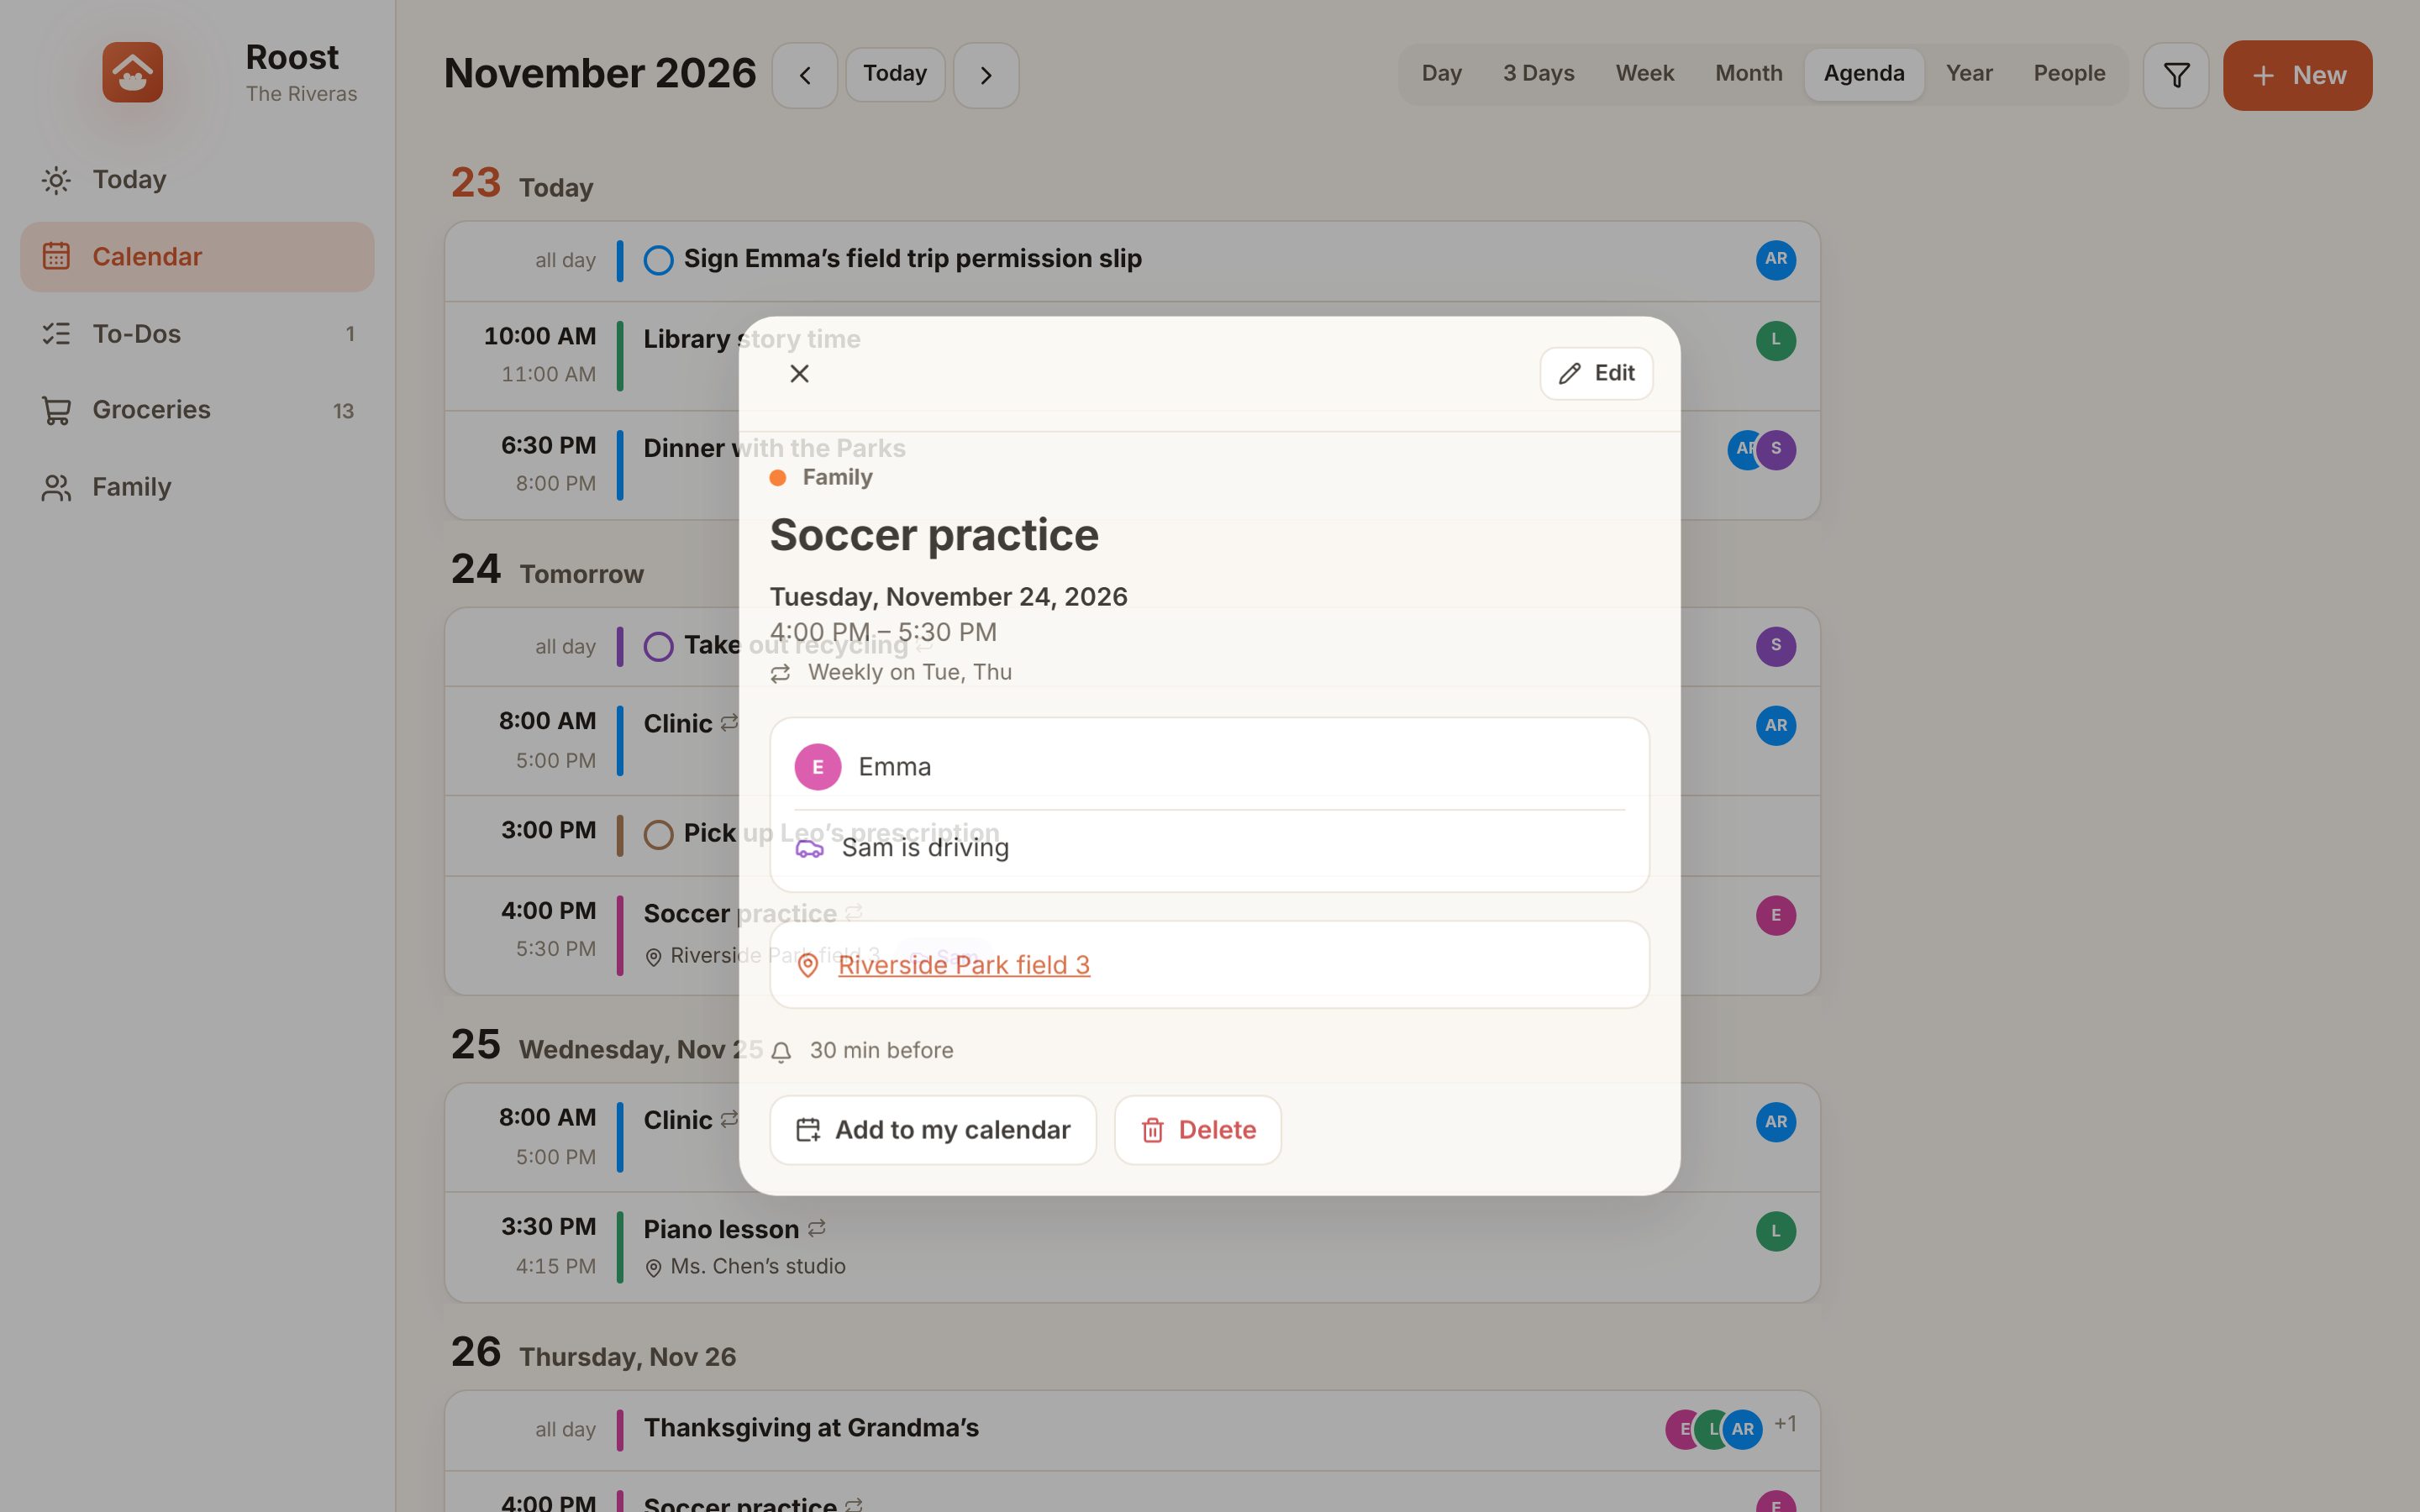 Roost
The Riveras
Today
Calendar
To-Dos 1
Groceries 13
Family
November 2026 Today
Day 3 Days Week Month Agenda Year People New
23 Today
all day Sign Emma’s field trip permission slip AR
10:00 AM Library story time L
11:00 AM
6:30 PM Dinner with the Parks AR S
8:00 PM
24 Tomorrow
all day Take out recycling S
8:00 AM Clinic AR
5:00 PM
3:00 PM Pick up Leo’s prescription
4:00 PM Soccer practice E
5:30 PM Riverside Park field 3 Sam
25 Wednesday, Nov 25
8:00 AM Clinic AR
5:00 PM
3:30 PM Piano lesson L
4:15 PM Ms. Chen’s studio
26 Thursday, Nov 26
all day Thanksgiving at Grandma’s E L AR +1
4:00 PM Soccer practice E
Edit
Family
Soccer practice
Tuesday, November 24, 2026
4:00 PM – 5:30 PM
Weekly on Tue, Thu
E Emma
Sam is driving
Riverside Park field 3
30 min before
Add to my calendar Delete